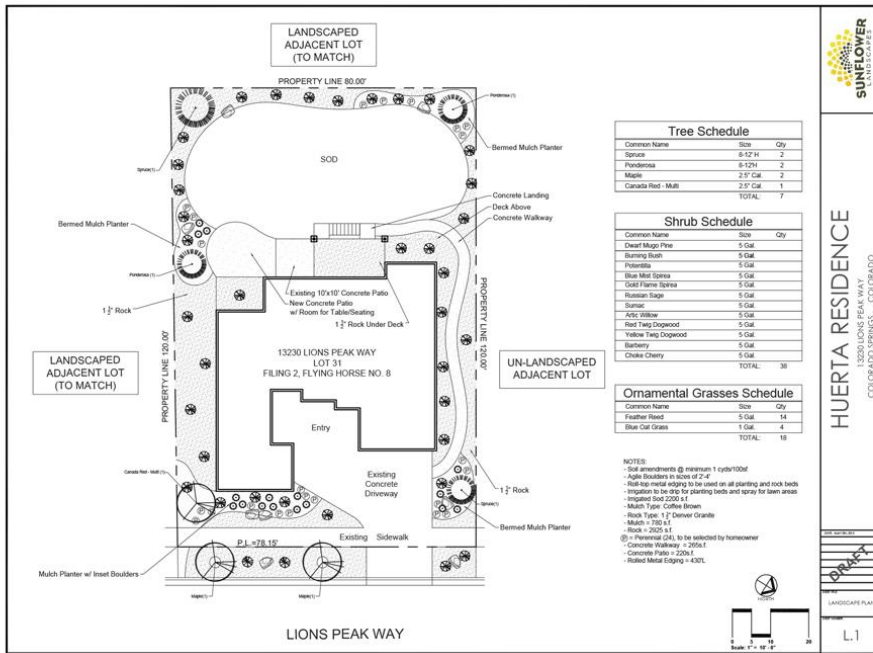 LANDSCAPED
ADJACENT LOT
(TO MATCH)
PROPERTY LINE 80.00'
Ponderosa (1)
Bermed Mulch Planter
SOD
Spruce(1)
Concrete Landing
Deck Above
Concrete Walkway
Bermed Mulch Planter
Ponderosa (1)
Existing 10'x10' Concrete Patio
New Concrete Patio
w/ Room for Table/Seating
1 1/2" Rock Under Deck
1 1/2" Rock
PROPERTY LINE 120.00'
PROPERTY LINE 120.00'
LANDSCAPED
ADJACENT LOT
(TO MATCH)
13230 LIONS PEAK WAY
LOT 31
FILING 2, FLYING HORSE NO. 8
UN-LANDSCAPED
ADJACENT LOT
Entry
Existing
Concrete
Driveway
Canada Red - Multi (1)
1 1/2" Rock
Spruce(1)
Bermed Mulch Planter
P.L.=78.15'
Existing Sidewalk
Mulch Planter w/ Inset Boulders
Maple(1)
Maple(1)
LIONS PEAK WAY
Tree Schedule
Common Name Size Qty
Spruce 8-12' H 2
Ponderosa 8-12'H 2
Maple 2.5" Cal. 2
Canada Red - Multi 2.5" Cal. 1
TOTAL: 7
Shrub Schedule
Common Name Size Qty
Dwarf Mugo Pine 5 Gal.
Burning Bush 5 Gal.
Potentilla 5 Gal.
Blue Mist Spirea 5 Gal.
Gold Flame Spirea 5 Gal.
Russian Sage 5 Gal.
Sumac 5 Gal.
Artic Willow 5 Gal.
Red Twig Dogwood 5 Gal.
Yellow Twig Dogwood 5 Gal.
Barberry 5 Gal.
Choke Cherry 5 Gal.
TOTAL: 38
Ornamental Grasses Schedule
Common Name Size Qty
Feather Reed 5 Gal. 14
Blue Oat Grass 1 Gal. 4
TOTAL: 18
NOTES:
- Soil amendments @ minimum 1 cyds/100sf
- Agile Boulders in sizes of 2'-4'
- Roll-top metal edging to be used on all planting and rock beds
- Irrigation to be drip for planting beds and spray for lawn areas
- Irrigated Sod 2200 s.f.
- Mulch Type: Coffee Brown
- Rock Type: 1 1/2" Denver Granite
- Mulch = 780 s.f.
- Rock = 2925 s.f.
P = Perennial (24), to be selected by homeowner
- Concrete Walkway = 265s.f.
- Concrete Patio = 220s.f.
- Rolled Metal Edging = 430'L
NORTH
0 5 10 20
Scale: 1" = 10'-0"
SUNFLOWER
LANDSCAPES
HUERTA RESIDENCE
13230 LIONS PEAK WAY
COLORADO SPRINGS COLORADO
DRAFT
LANDSCAPE PLAN
L.1